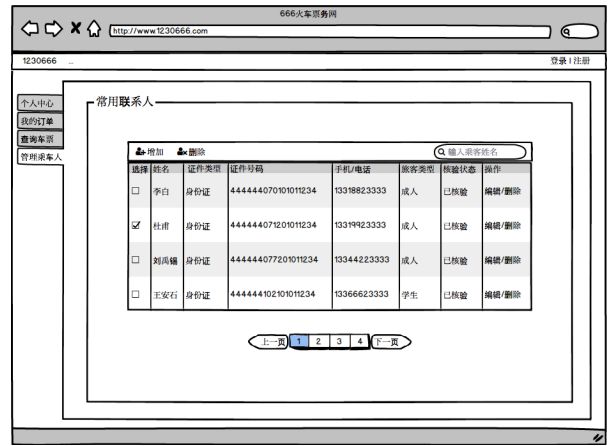 666火车票务网
http://www.1230666.com
1230666 ... 登录 | 注册
个人中心
我的订单
查询车票
管理乘车人
常用联系人
增加 删除 输入乘客姓名
选择 姓名 证件类型 证件号码 手机/电话 旅客类型 核验状态 操作
李白 身份证 444444070101011234 13318823333 成人 已核验 编辑/删除
杜甫 身份证 444444071201011234 13319923333 成人 已核验 编辑/删除
刘禹锡 身份证 444444077201011234 13344223333 成人 已核验 编辑/删除
王安石 身份证 444444102101011234 13366623333 学生 已核验 编辑/删除
上一页 1 2 3 4 下一页